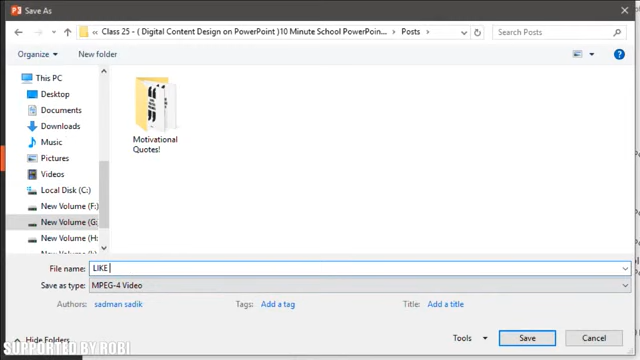 Save As
Class 25 - ( Digital Content Design on PowerPoint )10 Minute School PowerPoin... > Posts >
Search Posts
Organize
New folder
This PC
Desktop
Documents
Downloads
Music
Pictures
Videos
Local Disk (C:)
New Volume (F:)
New Volume (G:
New Volume (H:
Motivational
Quotes!
File name: LIKE
Save as type: MPEG-4 Video
Authors: sadman sadik
Tags: Add a tag
Title: Add a title
Hide Folders
Tools
Save
Cancel
SUPPORTED BY ROBI